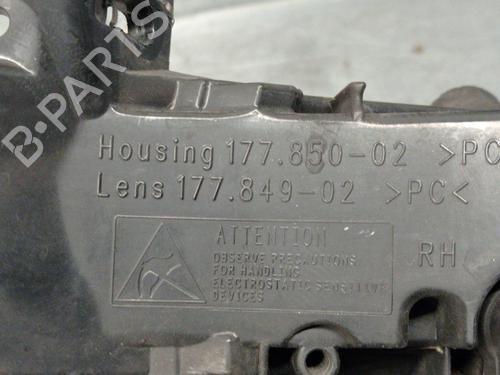 B-PARTS
Housing 177.850-02 >PC
Lens 177.849-02 >PC<
ATTENTION
OBSERVE PRECAUTIONS
FOR HANDLING
ELECTROSTATIC SENSITIVE
DEVICES
RH